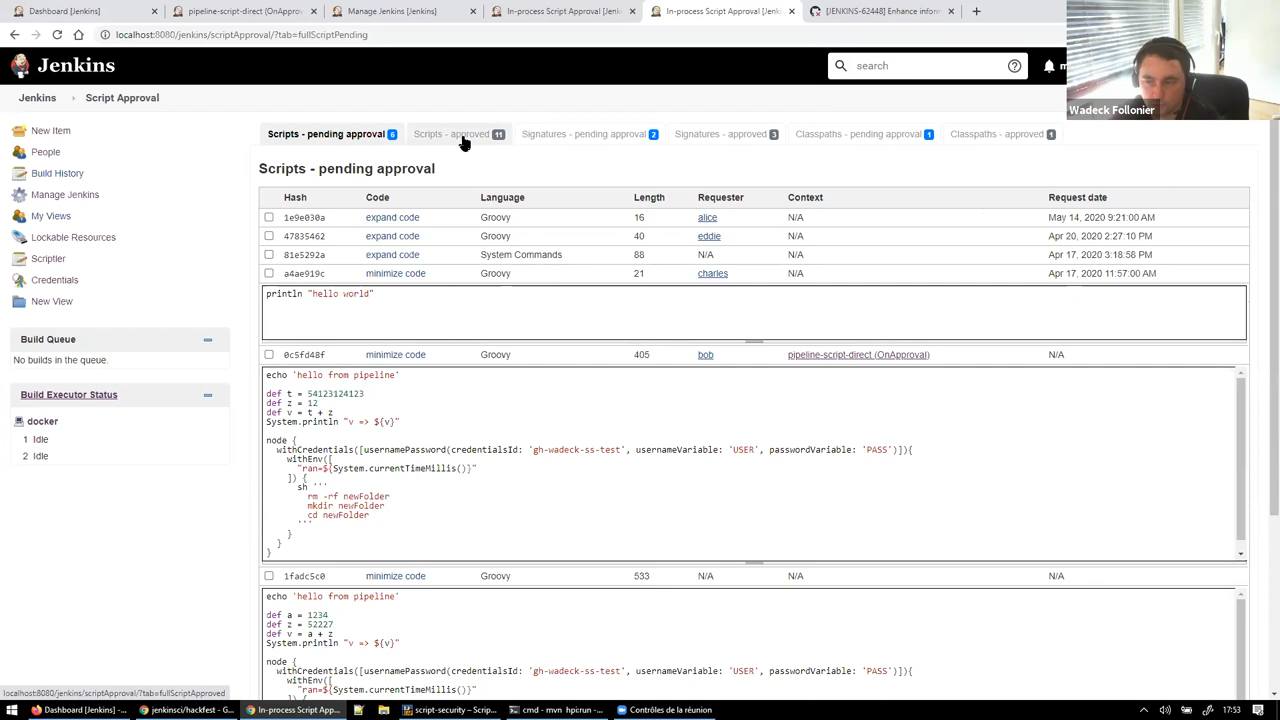 Dashboard [Jenkins]
pipeline-script-direct (OnApprov
Manage Jenkins [Jenkins]
In-process Script Approval [Jenkin
In-process Script Approval [Jenkin
[JENKINS-62448] Enhance inform
localhost:8080/jenkins/scriptApproval/?tab=fullScriptPending
Jenkins
search
Wadeck Follonier
Jenkins
Script Approval
New Item
People
Build History
Manage Jenkins
My Views
Lockable Resources
Scriptler
Credentials
New View
Build Queue
No builds in the queue.
Build Executor Status
docker
1 Idle
2 Idle
Scripts - pending approval 6
Scripts - approved 11
Signatures - pending approval 2
Signatures - approved 3
Classpaths - pending approval 1
Classpaths - approved 1
Scripts - pending approval
Hash Code Language Length Requester Context Request date
1e9e030a expand code Groovy 16 alice N/A May 14, 2020 9:21:00 AM
47835462 expand code Groovy 40 eddie N/A Apr 20, 2020 2:27:10 PM
81e5292a expand code System Commands 88 N/A N/A Apr 17, 2020 3:18:58 PM
a4ae919c minimize code Groovy 21 charles N/A Apr 17, 2020 11:57:00 AM
println "hello world"
0c5fd48f minimize code Groovy 405 bob pipeline-script-direct (OnApproval) N/A
echo 'hello from pipeline'
def t = 54123124123
def z = 12
def v = t + z
System.println "v => ${v}"
node {
withCredentials([usernamePassword(credentialsId: 'gh-wadeck-ss-test', usernameVariable: 'USER', passwordVariable: 'PASS')]){
withEnv([
"ran=${System.currentTimeMillis()}"
]) {
sh '''
rm -rf newFolder
mkdir newFolder
cd newFolder
'''
}
}
}
1fadc5c0 minimize code Groovy 533 N/A N/A N/A
echo 'hello from pipeline'
def a = 1234
def z = 52227
def v = a + z
System.println "v => ${v}"
node {
withCredentials([usernamePassword(credentialsId: 'gh-wadeck-ss-test', usernameVariable: 'USER', passwordVariable: 'PASS')]){
withEnv([
"ran=${System.currentTimeMillis()}"
localhost:8080/jenkins/scriptApproval/?tab=fullScriptApproved
Dashboard [Jenkins] -...
jenkinsci/hackfest - G...
In-process Script App...
script-security – Scrip...
cmd - mvn hpi:run -...
Contrôles de la réunion
17:53